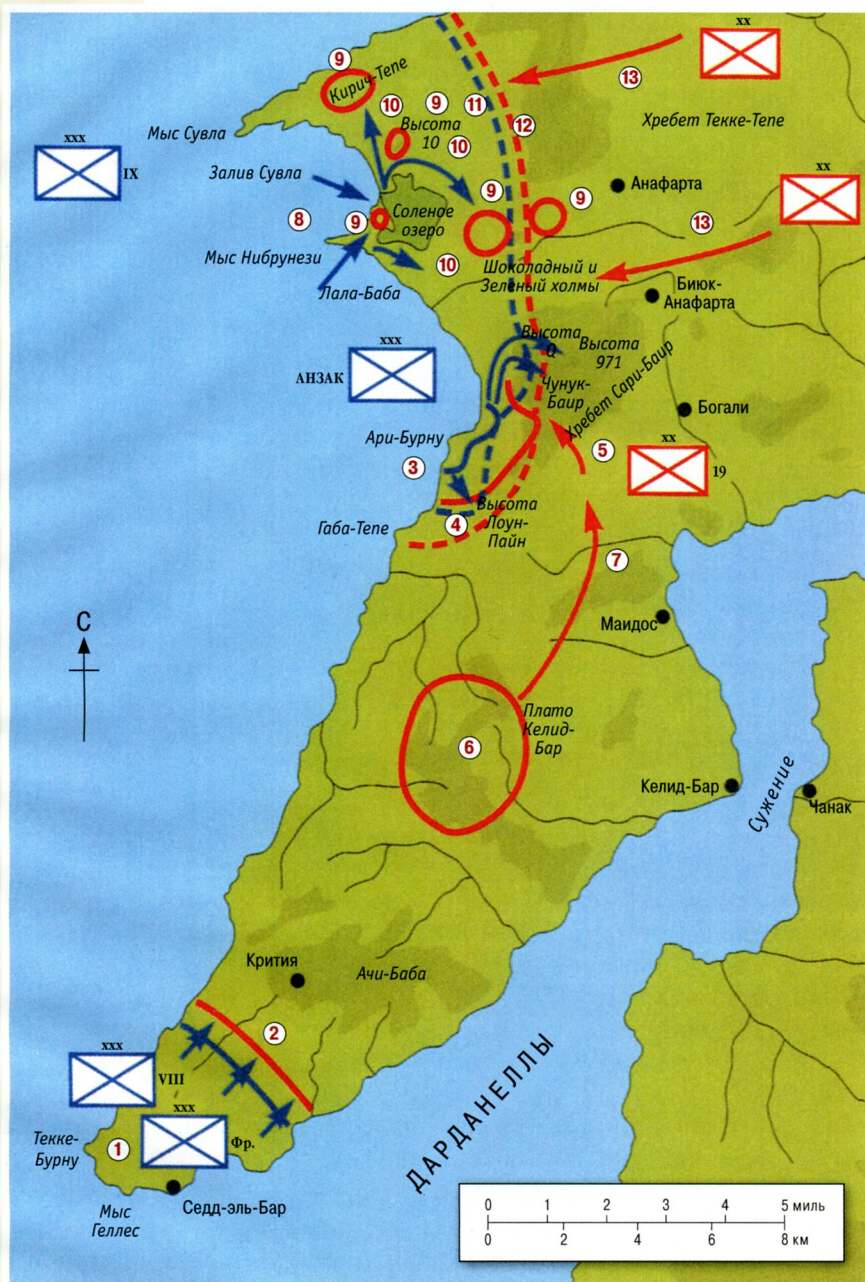 xx
9
Кирич-Тепе
13
10
9
11
Хребет Текке-Тепе
Мыс Сувла
xxx
Высота
10
10
12
IX
Залив Сувла
xx
9
9
Анафарта
8
9
Соленое
озеро
13
Мыс Нибрунези
10
Шоколадный и
Зеленый холмы
Лала-Баба
Биюк-
Анафарта
xxx
АНЗАК
Высота
Q
Высота
971
Чунук-
Баир
Хребет Сари-Баир
Богали
Ари-Бурну
3
5
xx
19
Габа-Тепе
4
Высота
Лоун-
Пайн
7
С
Маидос
Плато
Келид-
Бар
6
Келид-Бар
Сужение
Чанак
Крития
Ачи-Баба
2
xxx
VIII
xxx
Фр.
Текке-
Бурну
1
Седд-эль-Бар
Мыс
Геллес
ДАРДАНЕЛЛЫ
0 1 2 3 4 5 миль
0 2 4 6 8 км